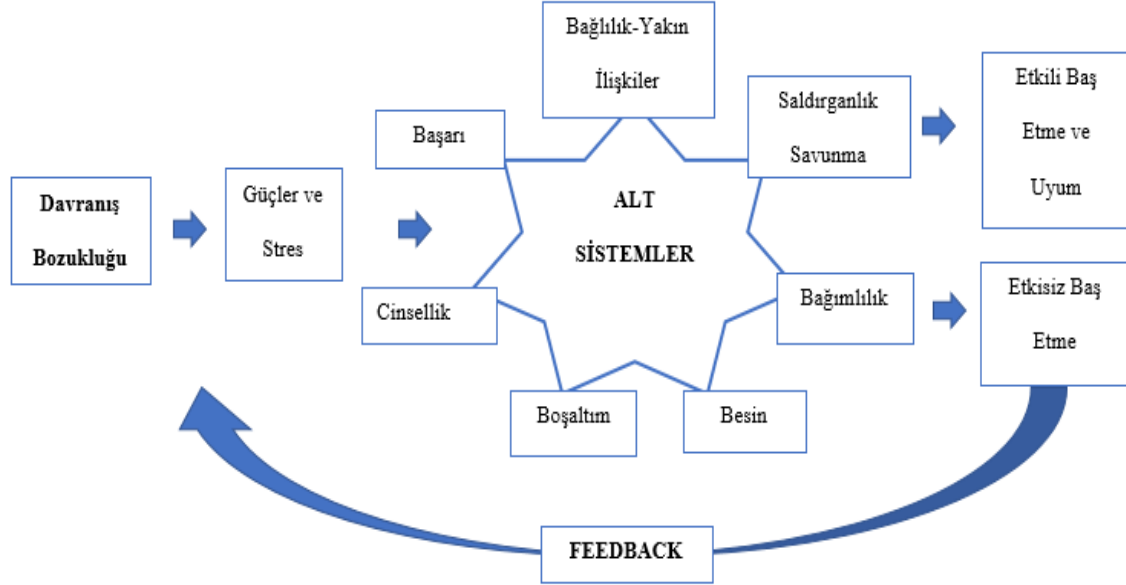 Davranış
Bozukluğu
Güçler ve
Stres
Başarı
Bağlılık-Yakın
İlişkiler
Saldırganlık
Savunma
ALT
SİSTEMLER
Cinsellik
Boşaltım
Besin
Bağımlılık
Etkili Baş
Etme ve
Uyum
Etkisiz Baş
Etme
FEEDBACK